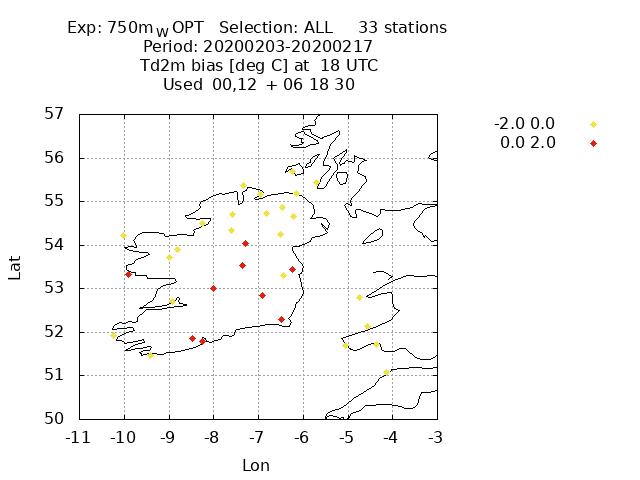 Exp: 750m_W OPT   Selection: ALL     33 stations
Period: 20200203-20200217
Td2m bias [deg C] at  18 UTC
Used  00,12  + 06 18 30
-2.0 0.0
0.0 2.0
Lat
57
56
55
54
53
52
51
50
-11 -10 -9 -8 -7 -6 -5 -4 -3
Lon